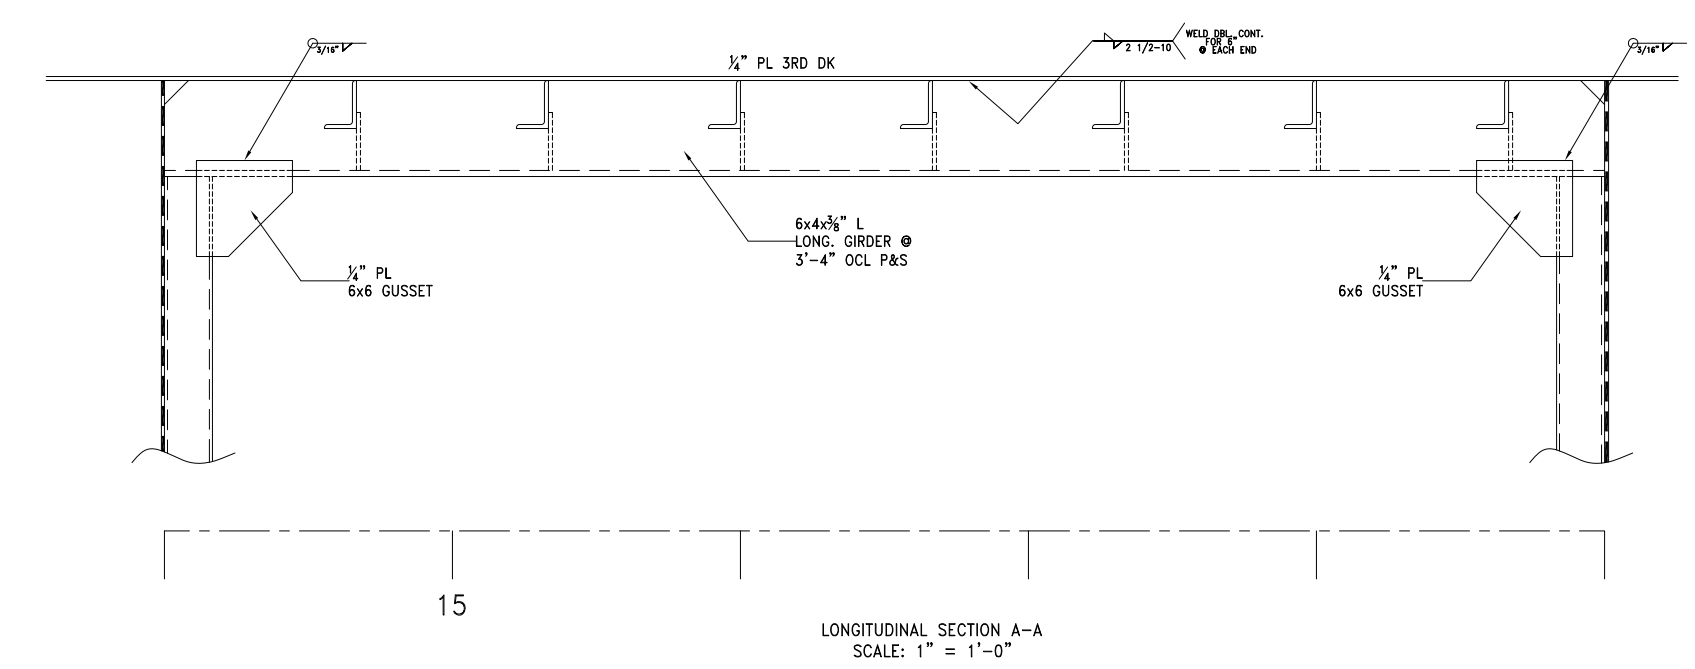 3/16"
WELD DBL. CONT.
FOR 6"
@ EACH END
2 1/2-10
3/16"
1/4" PL 3RD DK
6x4x3/8" L
LONG. GIRDER @
3'-4" OCL P&S
1/4" PL
6x6 GUSSET
1/4" PL
6x6 GUSSET
15
LONGITUDINAL SECTION A-A
SCALE: 1" = 1'-0"